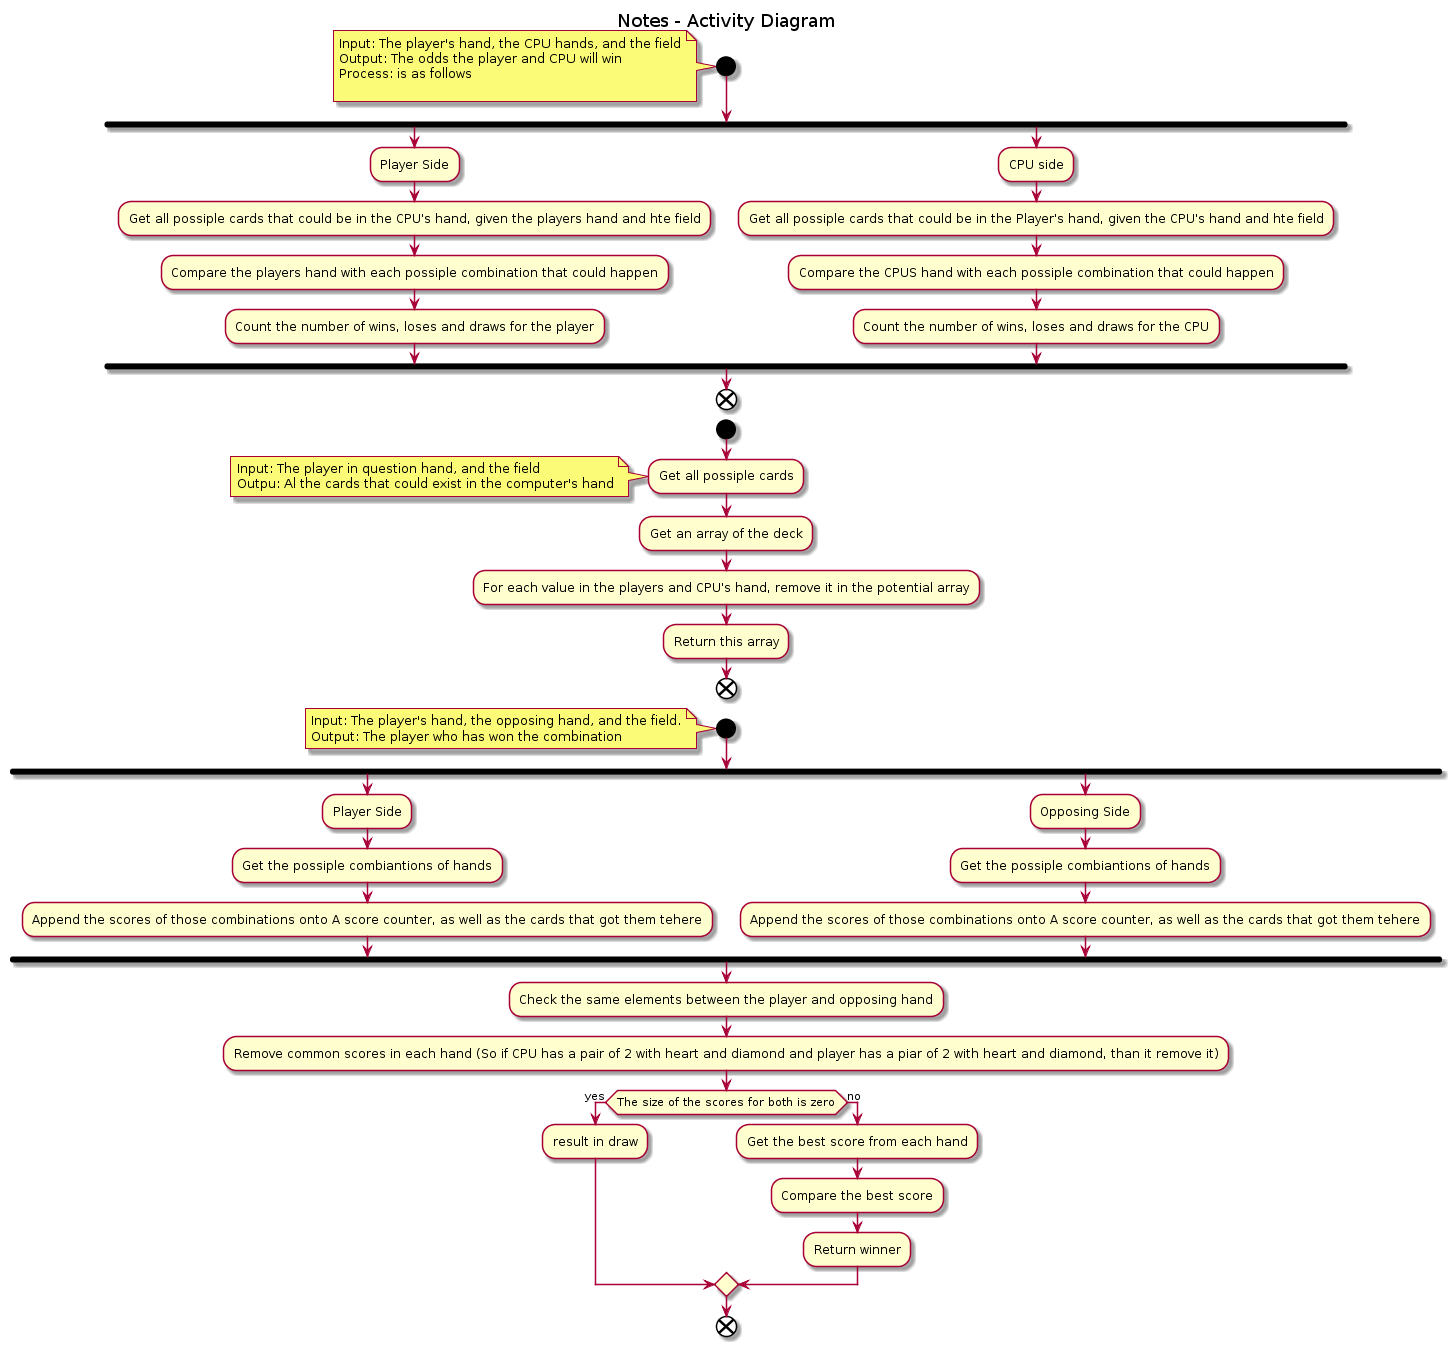 Notes - Activity Diagram
Input: The player's hand, the CPU hands, and the field
Output: The odds the player and CPU will win
Process: is as follows
Player Side
CPU side
Get all possiple cards that could be in the CPU's hand, given the players hand and hte field
Get all possiple cards that could be in the Player's hand, given the CPU's hand and hte field
Compare the players hand with each possiple combination that could happen
Compare the CPUS hand with each possiple combination that could happen
Count the number of wins, loses and draws for the player
Count the number of wins, loses and draws for the CPU
Input: The player in question hand, and the field
Outpu: Al the cards that could exist in the computer's hand
Get all possiple cards
Get an array of the deck
For each value in the players and CPU's hand, remove it in the potential array
Return this array
Input: The player's hand, the opposing hand, and the field.
Output: The player who has won the combination
Player Side
Opposing Side
Get the possiple combiantions of hands
Get the possiple combiantions of hands
Append the scores of those combinations onto A score counter, as well as the cards that got them tehere
Append the scores of those combinations onto A score counter, as well as the cards that got them tehere
Check the same elements between the player and opposing hand
Remove common scores in each hand (So if CPU has a pair of 2 with heart and diamond and player has a piar of 2 with heart and diamond, than it remove it)
yes
The size of the scores for both is zero
no
result in draw
Get the best score from each hand
Compare the best score
Return winner